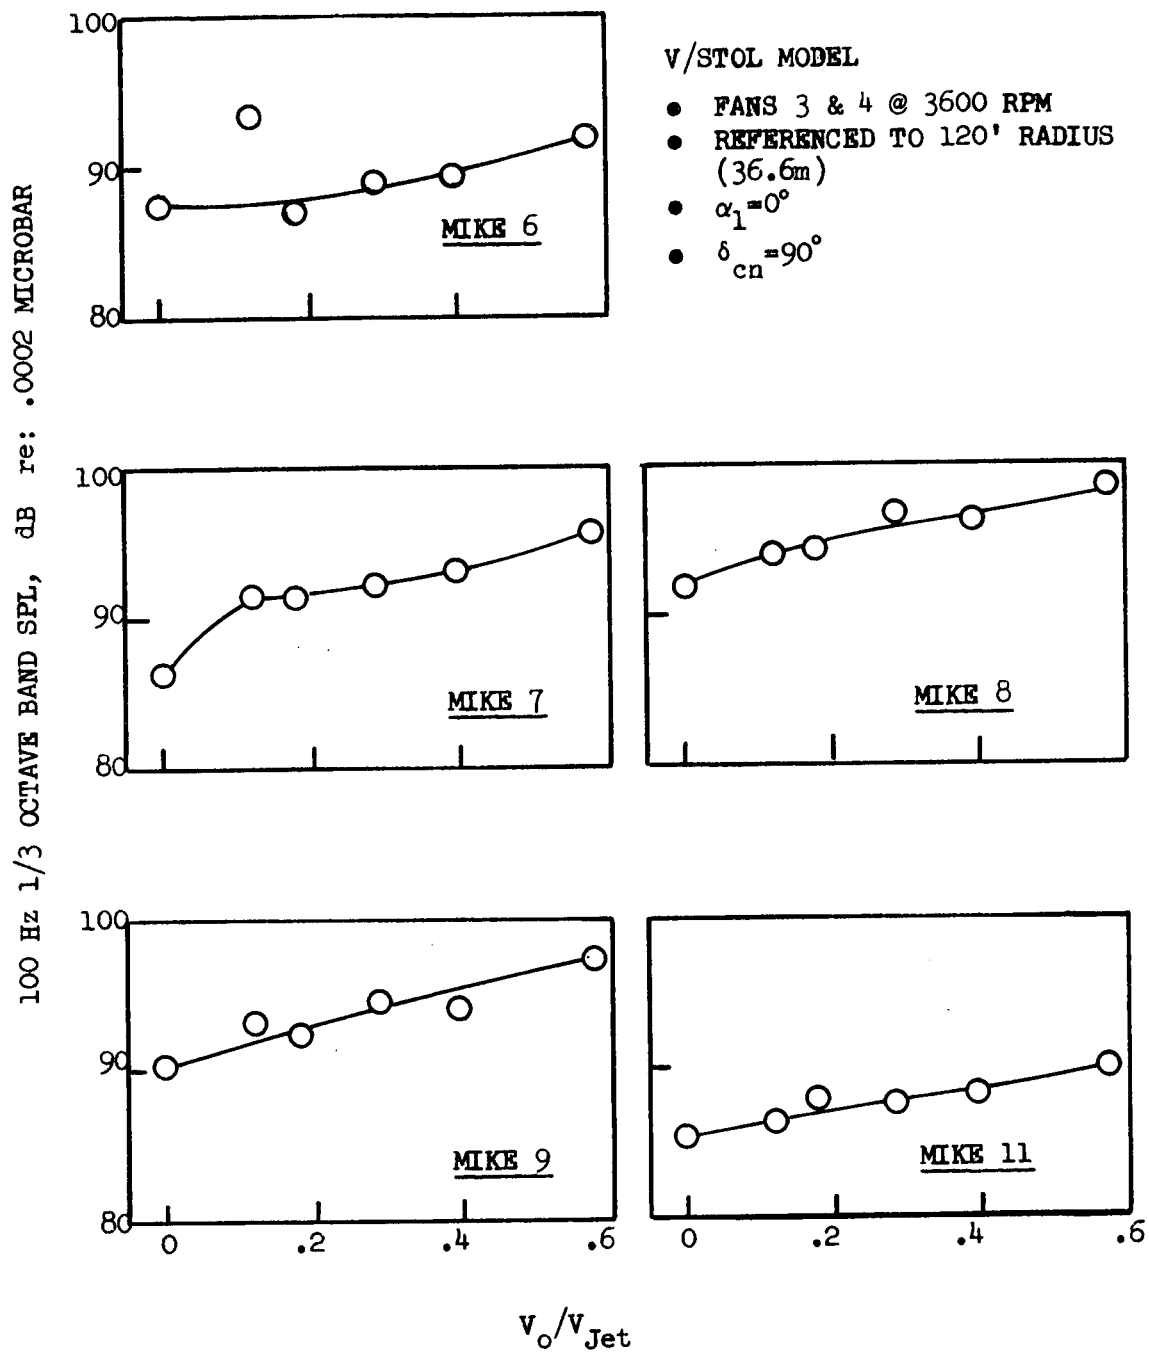 100
90
80
MIKE 6
V/STOL MODEL
● FANS 3 & 4 @ 3600 RPM
● REFERENCED TO 120' RADIUS
(36.6m)
● α1=0°
● δcn=90°
100 Hz 1/3 OCTAVE BAND SPL, dB re: .0002 MICROBAR
100
90
80
MIKE 7
MIKE 8
100
90
80
MIKE 9
0 .2 .4 .6
MIKE 11
0 .2 .4 .6
Vo/VJet